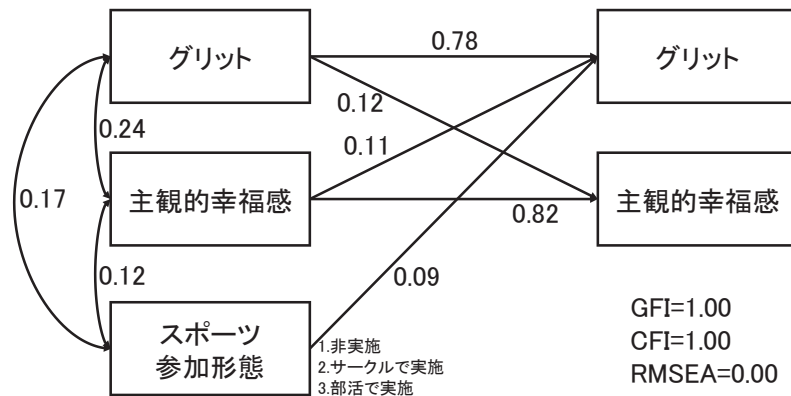 グリット
0.78
グリット
0.24
0.12
0.11
0.17
主観的幸福感
0.82
主観的幸福感
0.12
0.09
スポーツ
参加形態
1.非実施
2.サークルで実施
3.部活で実施
GFI=1.00
CFI=1.00
RMSEA=0.00